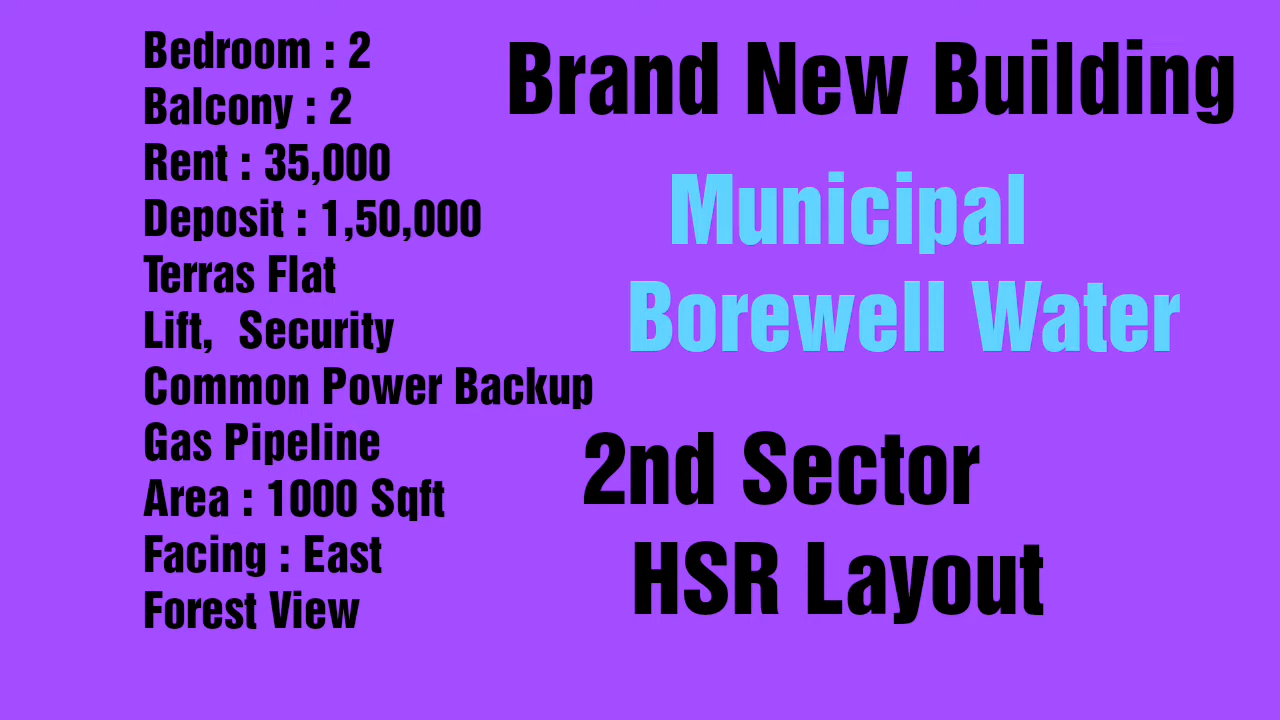 Bedroom : 2
Balcony : 2
Rent : 35,000
Deposit : 1,50,000
Terras Flat
Lift,  Security
Common Power Backup
Gas Pipeline
Area : 1000 Sqft
Facing : East
Forest View
Brand New Building
Municipal
Borewell Water
2nd Sector
HSR Layout